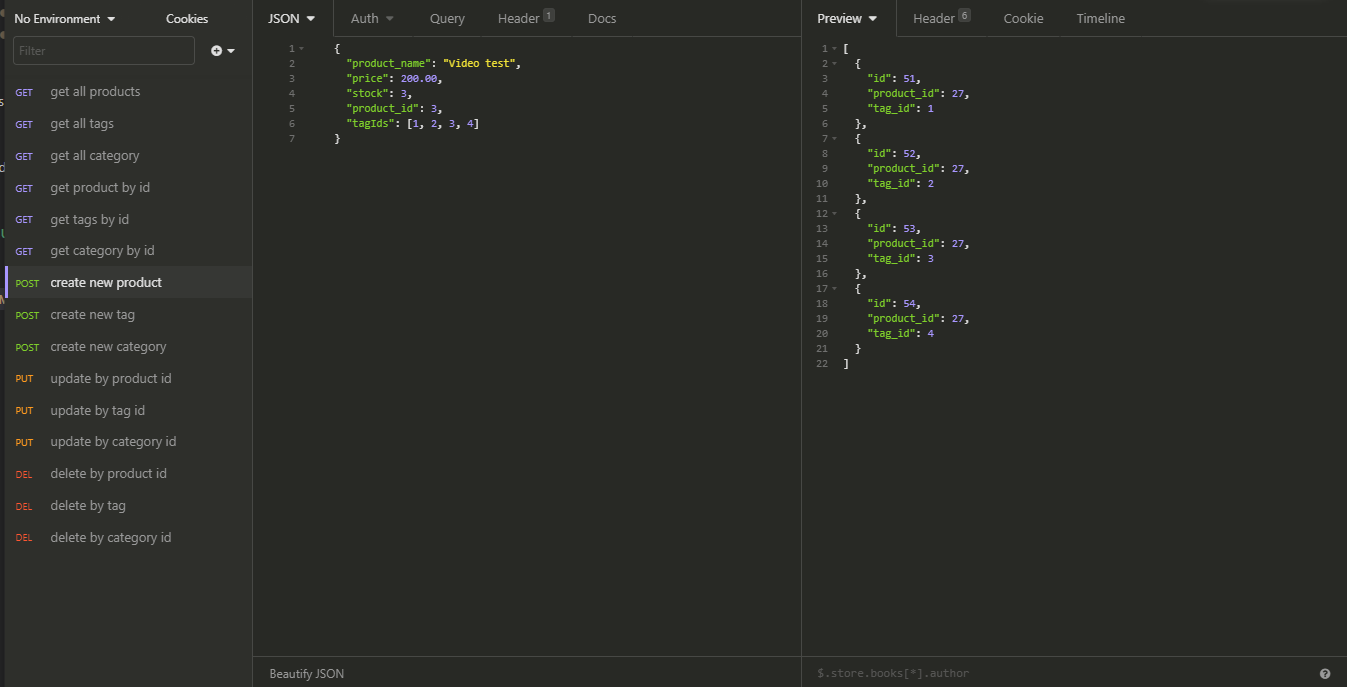 No Environment Cookies
Filter
GET get all products
GET get all tags
GET get all category
GET get product by id
GET get tags by id
GET get category by id
POST create new product
POST create new tag
POST create new category
PUT update by product id
PUT update by tag id
PUT update by category id
DEL delete by product id
DEL delete by tag
DEL delete by category id
JSON Auth Query Header 1 Docs
1 {
2 "product_name": "Video test",
3 "price": 200.00,
4 "stock": 3,
5 "product_id": 3,
6 "tagIds": [1, 2, 3, 4]
7 }
Beautify JSON
Preview Header 6 Cookie Timeline
1 [
2 {
3 "id": 51,
4 "product_id": 27,
5 "tag_id": 1
6 },
7 {
8 "id": 52,
9 "product_id": 27,
10 "tag_id": 2
11 },
12 {
13 "id": 53,
14 "product_id": 27,
15 "tag_id": 3
16 },
17 {
18 "id": 54,
19 "product_id": 27,
20 "tag_id": 4
21 }
22 ]
$.store.books[*].author
?